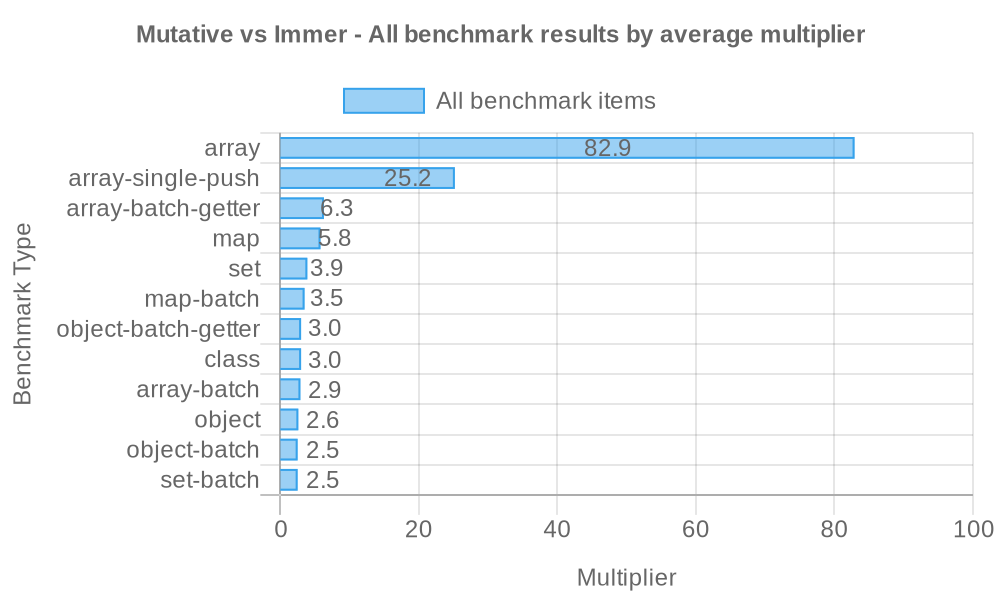 Mutative vs Immer - All benchmark results by average multiplier
All benchmark items
Benchmark Type
array 82.9
array-single-push 25.2
array-batch-getter 6.3
map 5.8
set 3.9
map-batch 3.5
object-batch-getter 3.0
class 3.0
array-batch 2.9
object 2.6
object-batch 2.5
set-batch 2.5
0 20 40 60 80 100
Multiplier